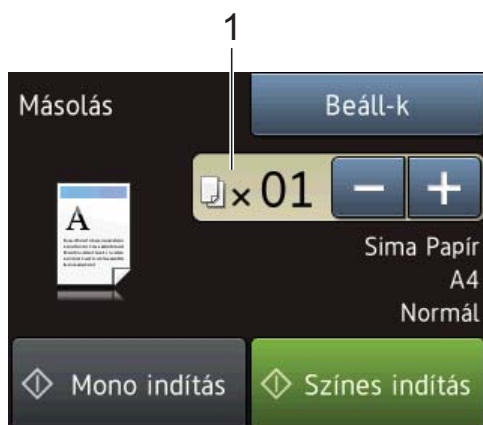 1
Másolás
Beáll-k
× 01 − +
A
Sima Papír
A4
Normál
Mono indítás
Színes indítás